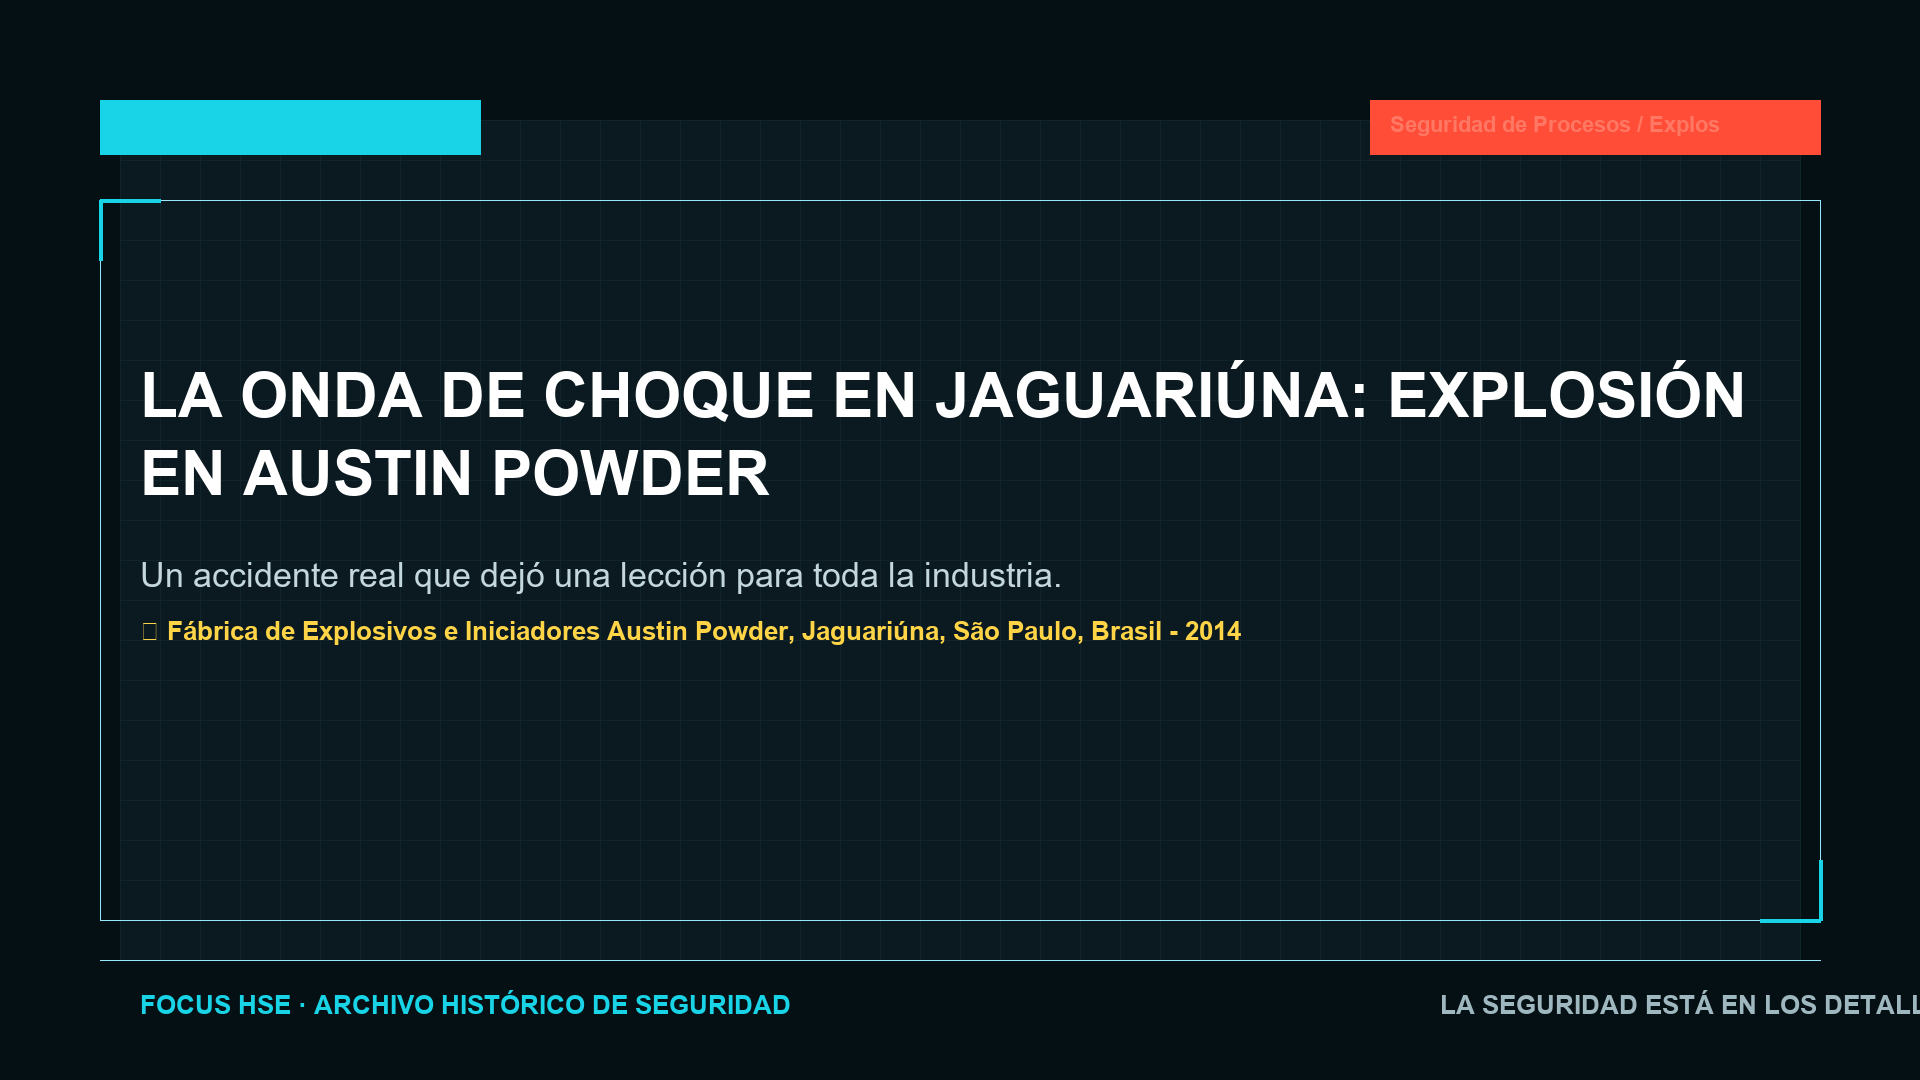 Seguridad de Procesos / Explos
LA ONDA DE CHOQUE EN JAGUARIÚNA: EXPLOSIÓN
EN AUSTIN POWDER
Un accidente real que dejó una lección para toda la industria.
Fábrica de Explosivos e Iniciadores Austin Powder, Jaguariúna, São Paulo, Brasil - 2014
FOCUS HSE · ARCHIVO HISTÓRICO DE SEGURIDAD
LA SEGURIDAD ESTÁ EN LOS DETALL